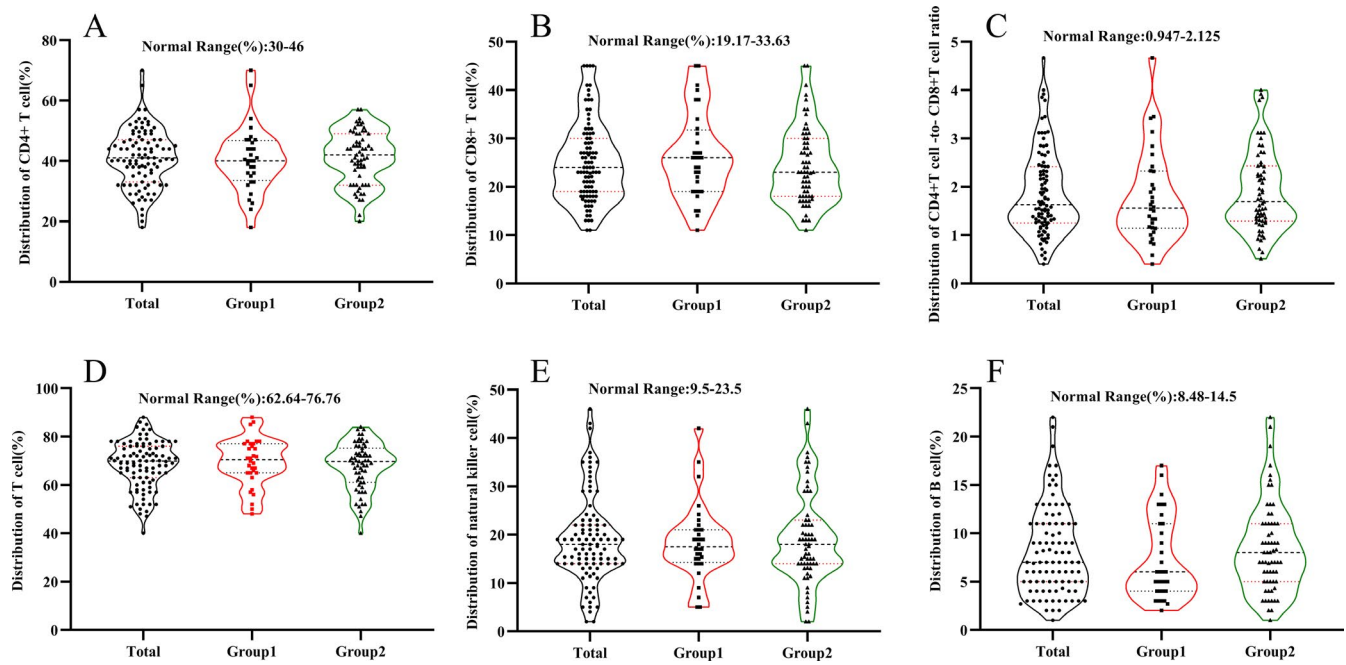 A
Normal Range(%):30-46
Distribution of CD4+ T cell(%)
80
60
40
20
0
Total
Group1
Group2
B
Normal Range(%):19.17-33.63
Distribution of CD8+ T cell(%)
50
40
30
20
10
0
Total
Group1
Group2
C
Normal Range:0.947-2.125
Distribution of CD4+T cell -to- CD8+T cell ratio
5
4
3
2
1
0
Total
Group1
Group2
D
Normal Range(%):62.64-76.76
Distribution of T cell(%)
100
80
60
40
20
0
Total
Group1
Group2
E
Normal Range:9.5-23.5
Distribution of natural killer cell(%)
50
40
30
20
10
0
Total
Group1
Group2
F
Normal Range(%):8.48-14.5
Distribution of B cell(%)
25
20
15
10
5
0
Total
Group1
Group2